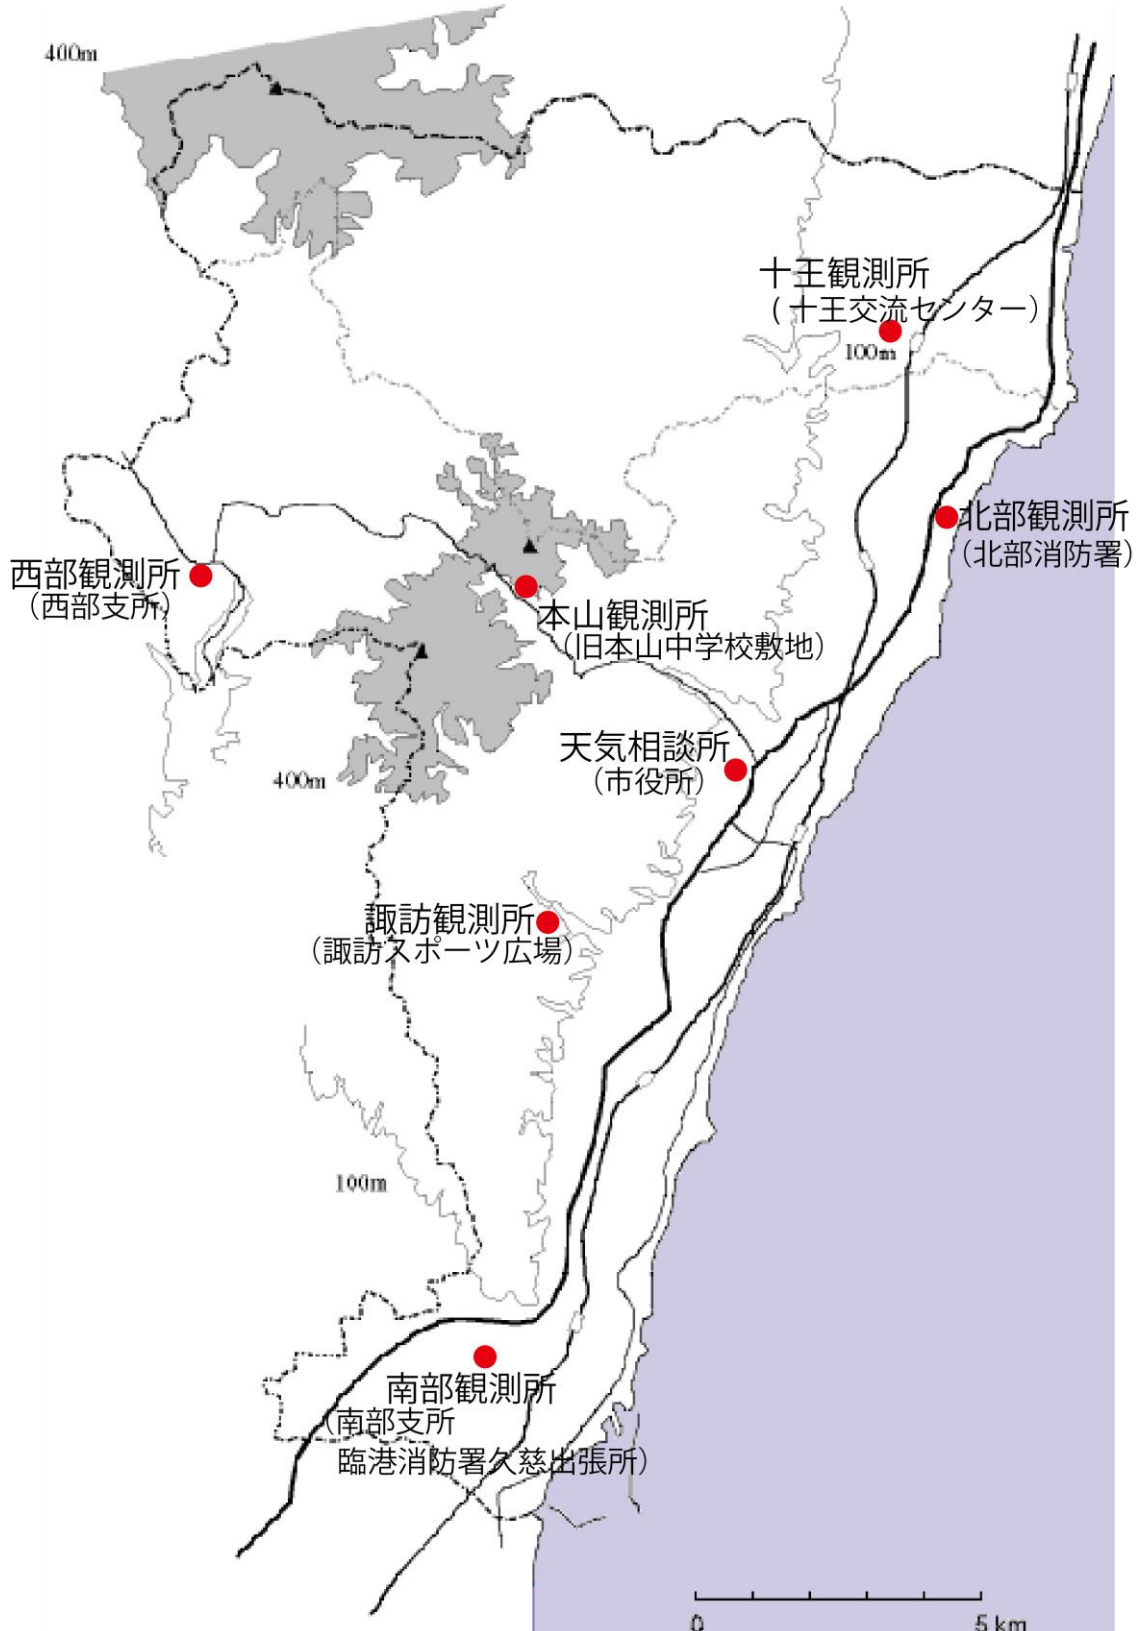 400m
十王観測所
(十王交流センター）
100m
北部観測所
（北部消防署）
西部観測所
（西部支所）
本山観測所
（旧本山中学校敷地）
天気相談所
（市役所）
400m
諏訪観測所
（諏訪スポーツ広場）
100m
南部観測所
（南部支所
臨港消防署久慈出張所）
0
5 km